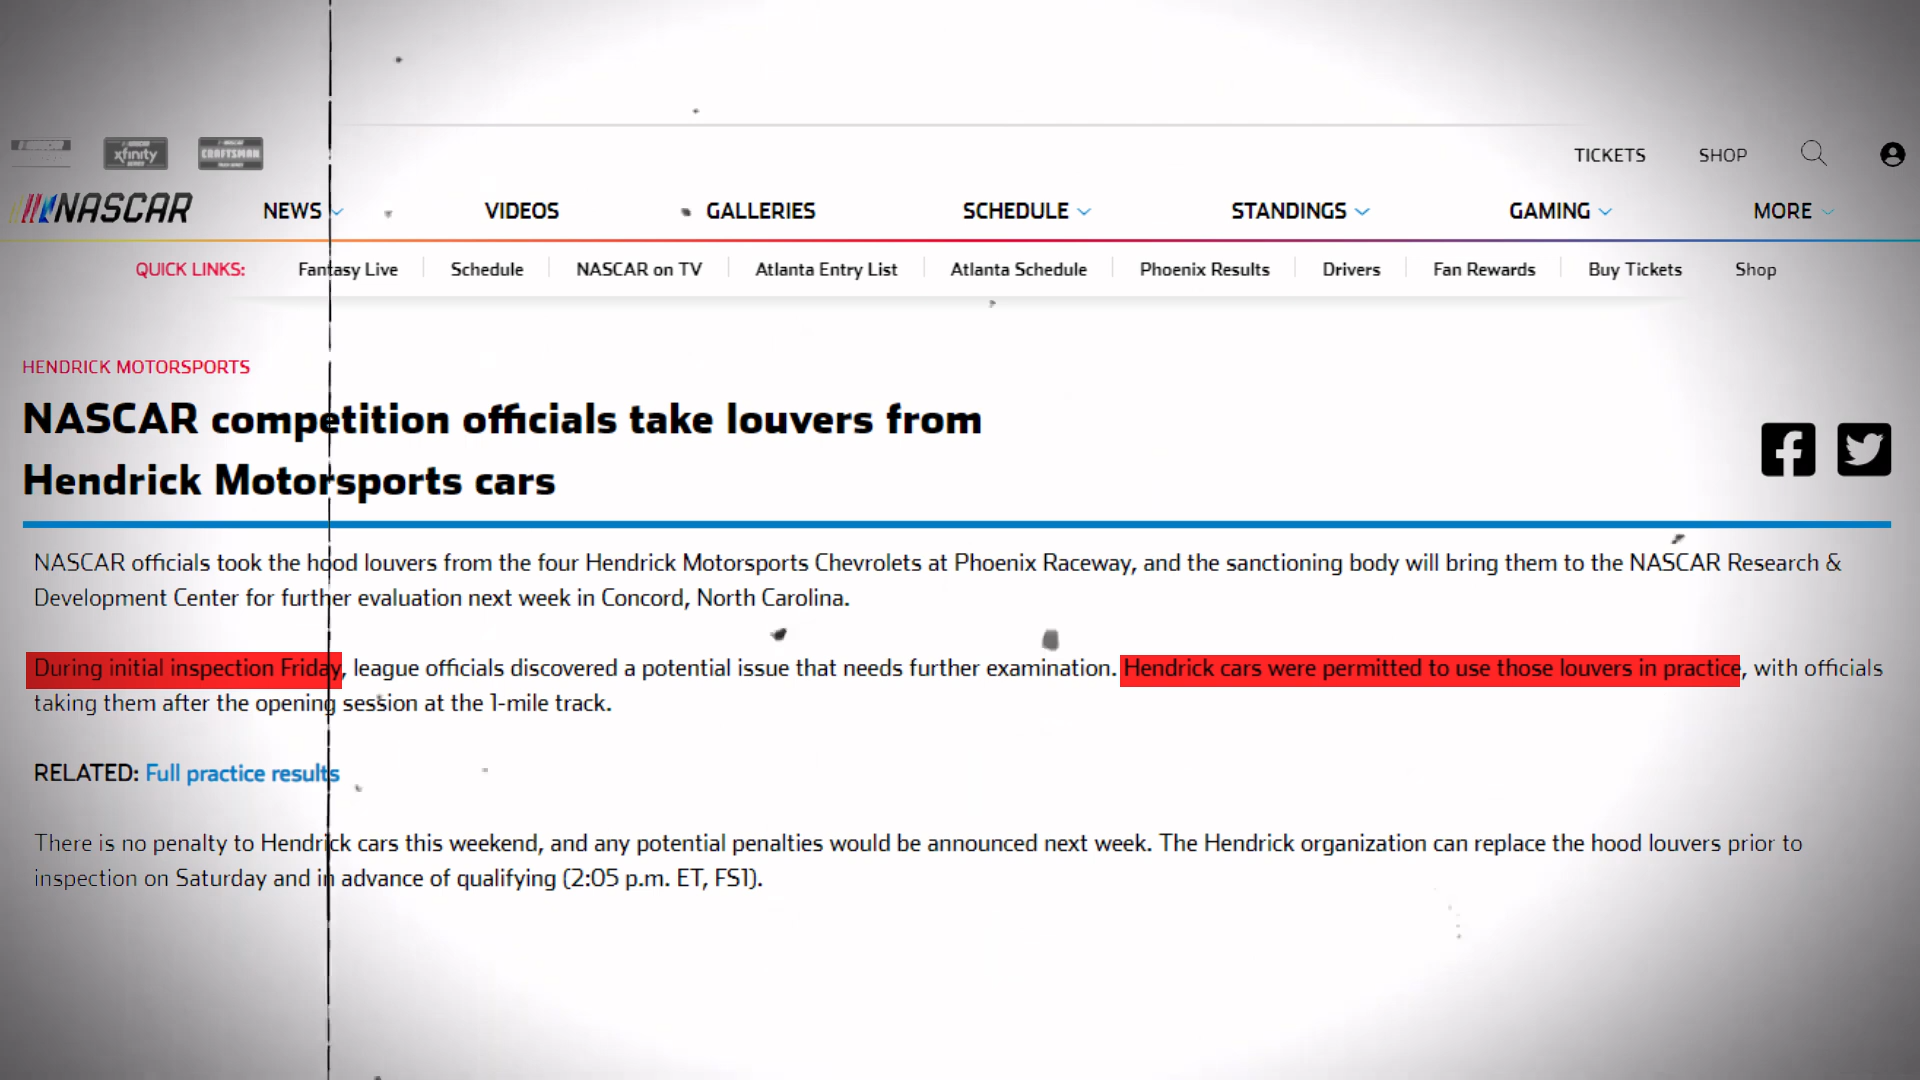 xfinity
SERIES
NASCAR
CRAFTSMAN
TRUCK SERIES
TICKETS SHOP
NASCAR NEWS VIDEOS GALLERIES SCHEDULE STANDINGS GAMING MORE
QUICK LINKS: Fantasy Live Schedule NASCAR on TV Atlanta Entry List Atlanta Schedule Phoenix Results Drivers Fan Rewards Buy Tickets Shop
HENDRICK MOTORSPORTS
NASCAR competition officials take louvers from
Hendrick Motorsports cars
NASCAR officials took the hood louvers from the four Hendrick Motorsports Chevrolets at Phoenix Raceway, and the sanctioning body will bring them to the NASCAR Research &
Development Center for further evaluation next week in Concord, North Carolina.
During initial inspection Friday, league officials discovered a potential issue that needs further examination. Hendrick cars were permitted to use those louvers in practice, with officials
taking them after the opening session at the 1-mile track.
RELATED: Full practice results
There is no penalty to Hendrick cars this weekend, and any potential penalties would be announced next week. The Hendrick organization can replace the hood louvers prior to
inspection on Saturday and in advance of qualifying (2:05 p.m. ET, FS1).